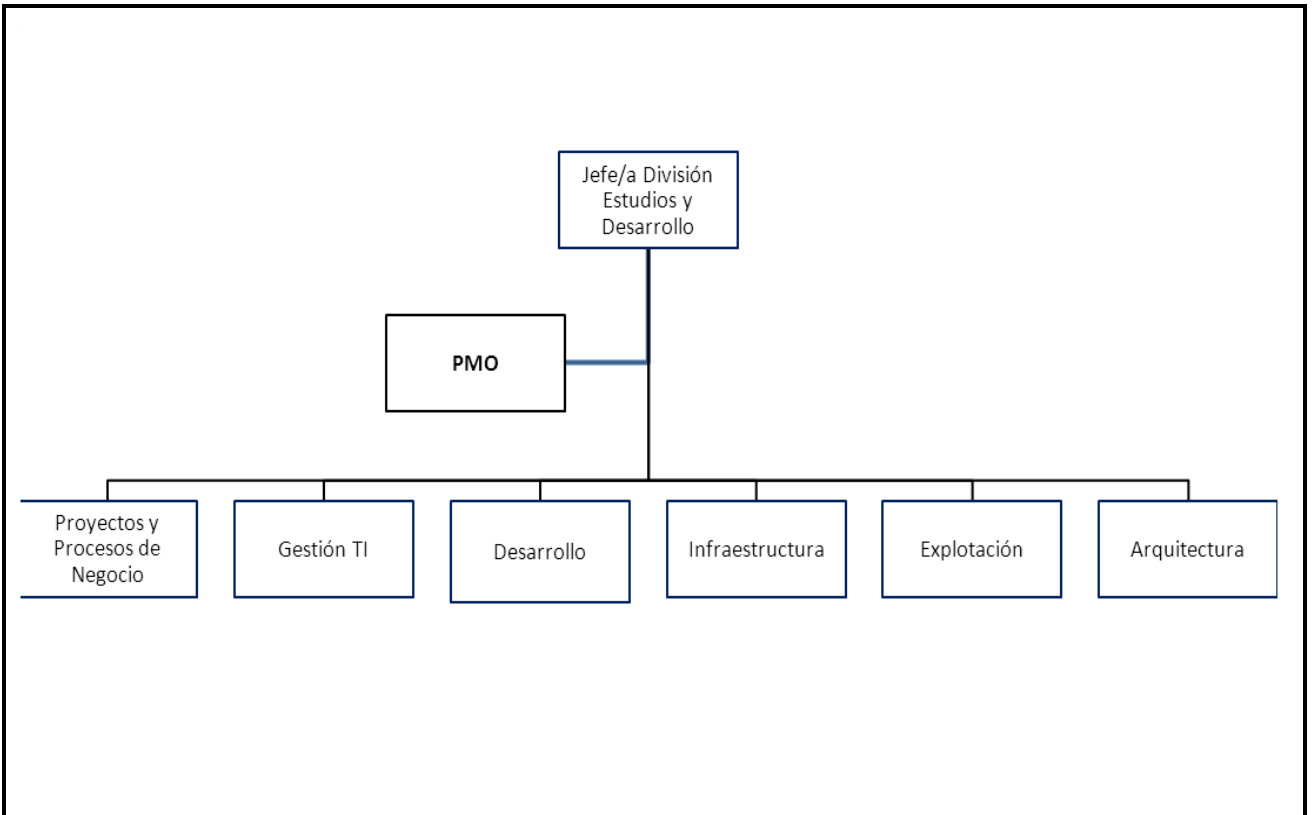 Jefe/a División
Estudios y
Desarrollo
PMO
Proyectos y
Procesos de
Negocio
Gestión TI
Desarrollo
Infraestructura
Explotación
Arquitectura